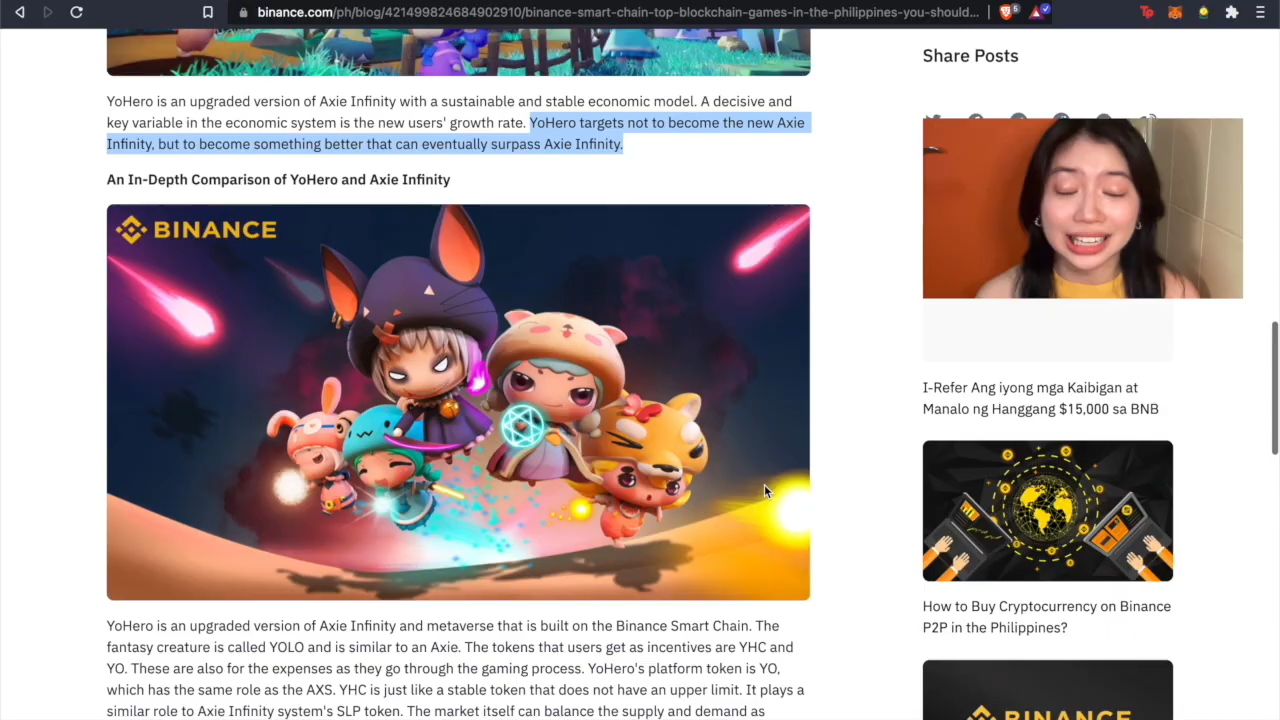 binance.com/ph/blog/421499824684902910/binance-smart-chain-top-blockchain-games-in-the-philippines-you-should...
5
Tp
YoHero is an upgraded version of Axie Infinity with a sustainable and stable economic model. A decisive and
key variable in the economic system is the new users' growth rate. YoHero targets not to become the new Axie
Infinity, but to become something better that can eventually surpass Axie Infinity.
An In-Depth Comparison of YoHero and Axie Infinity
BINANCE
YoHero is an upgraded version of Axie Infinity and metaverse that is built on the Binance Smart Chain. The
fantasy creature is called YOLO and is similar to an Axie. The tokens that users get as incentives are YHC and
YO. These are also for the expenses as they go through the gaming process. YoHero's platform token is YO,
which has the same role as the AXS. YHC is just like a stable token that does not have an upper limit. It plays a
similar role to Axie Infinity system's SLP token. The market itself can balance the supply and demand as
Share Posts
I-Refer Ang iyong mga Kaibigan at
Manalo ng Hanggang $15,000 sa BNB
How to Buy Cryptocurrency on Binance
P2P in the Philippines?
BINANCE